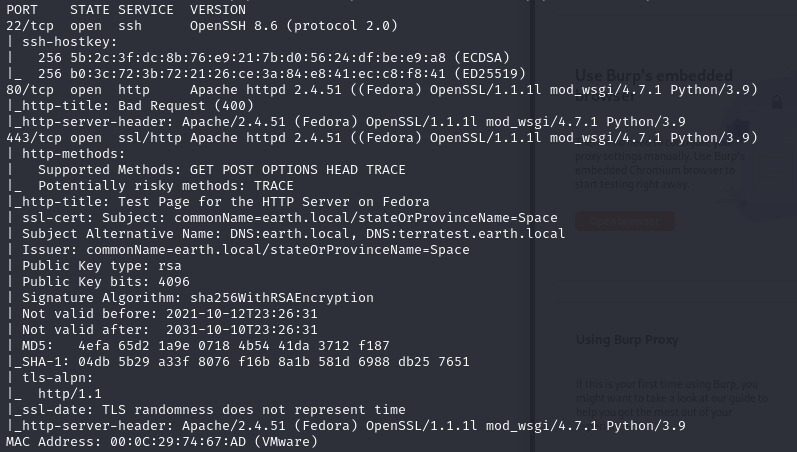 PORT    STATE SERVICE  VERSION
22/tcp  open  ssh      OpenSSH 8.6 (protocol 2.0)
| ssh-hostkey:
|   256 5b:2c:3f:dc:8b:76:e9:21:7b:d0:56:24:df:be:e9:a8 (ECDSA)
|_  256 b0:3c:72:3b:72:21:26:ce:3a:84:e8:41:ec:c8:f8:41 (ED25519)
80/tcp  open  http     Apache httpd 2.4.51 ((Fedora) OpenSSL/1.1.1l mod_wsgi/4.7.1 Python/3.9)
|_http-title: Bad Request (400)
|_http-server-header: Apache/2.4.51 (Fedora) OpenSSL/1.1.1l mod_wsgi/4.7.1 Python/3.9
443/tcp open  ssl/http Apache httpd 2.4.51 ((Fedora) OpenSSL/1.1.1l mod_wsgi/4.7.1 Python/3.9)
| http-methods:
|   Supported Methods: GET POST OPTIONS HEAD TRACE
|_  Potentially risky methods: TRACE
|_http-title: Test Page for the HTTP Server on Fedora
| ssl-cert: Subject: commonName=earth.local/stateOrProvinceName=Space
| Subject Alternative Name: DNS:earth.local, DNS:terratest.earth.local
| Issuer: commonName=earth.local/stateOrProvinceName=Space
| Public Key type: rsa
| Public Key bits: 4096
| Signature Algorithm: sha256WithRSAEncryption
| Not valid before: 2021-10-12T23:26:31
| Not valid after:  2031-10-10T23:26:31
| MD5:   4efa 65d2 1a9e 0718 4b54 41da 3712 f187
|_SHA-1: 04db 5b29 a33f 8076 f16b 8a1b 581d 6988 db25 7651
| tls-alpn:
|_  http/1.1
|_ssl-date: TLS randomness does not represent time
|_http-server-header: Apache/2.4.51 (Fedora) OpenSSL/1.1.1l mod_wsgi/4.7.1 Python/3.9
MAC Address: 00:0C:29:74:67:AD (VMware)
Use Burp's embedded
browser
proxy settings manually. Use Burp's
embedded Chromium browser to
start testing right away.
Open browser
Using Burp Proxy
If this is your first time using Burp, you
might want to take a look at our guide to
help you get the most out of your